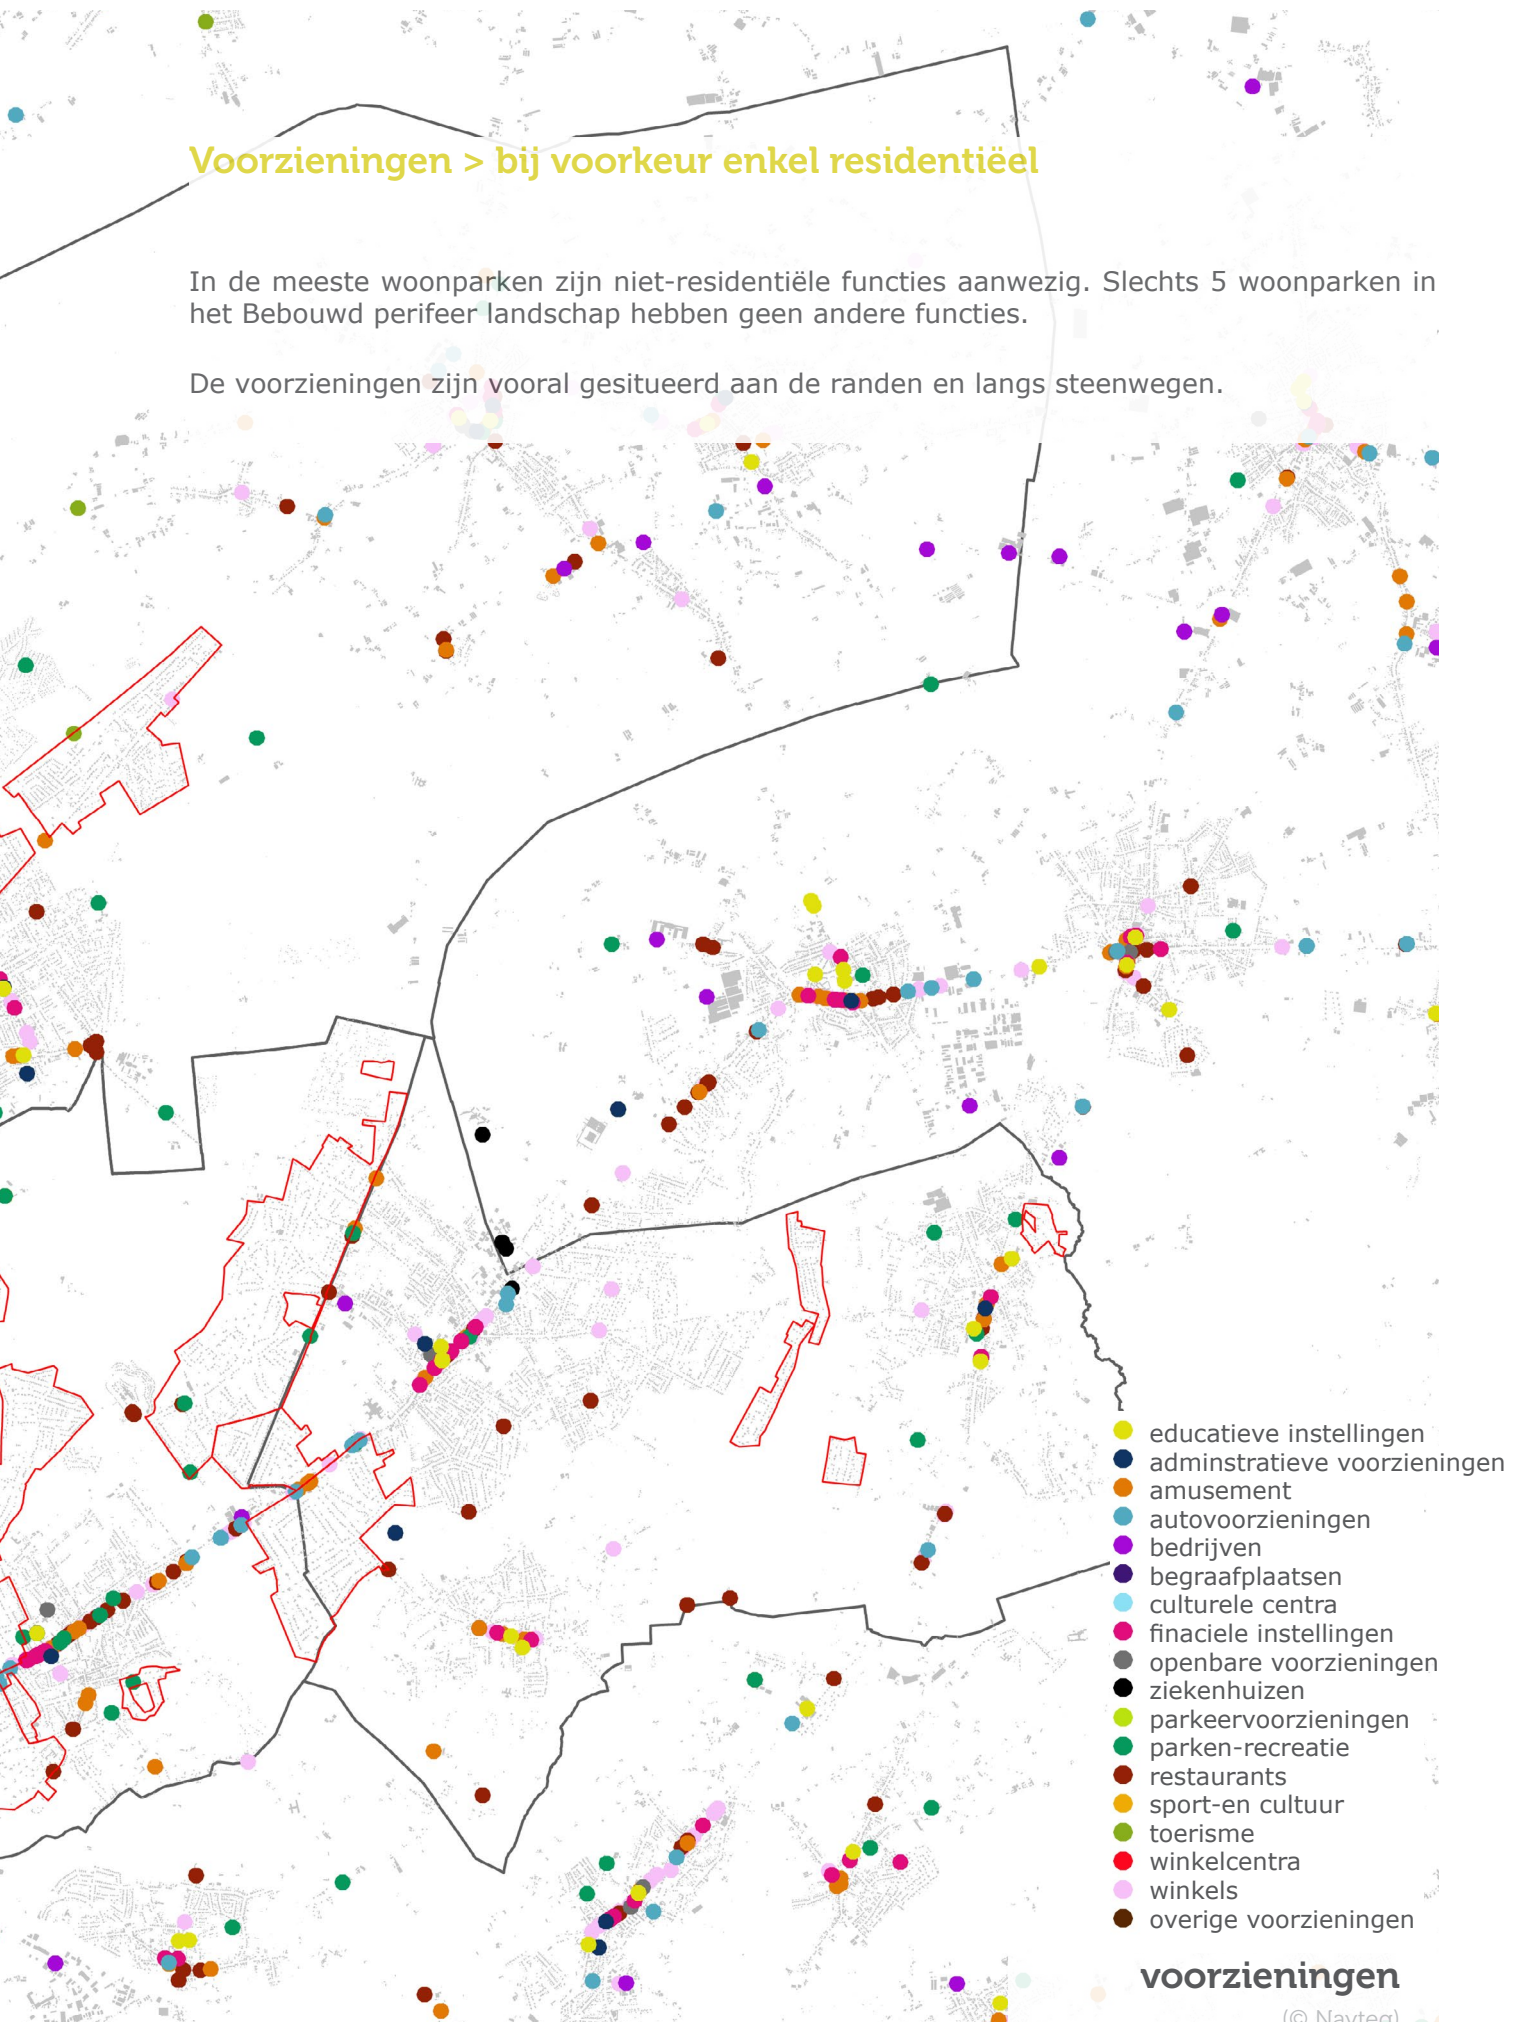 Voorzieningen > bij voorkeur enkel residentiëel
In de meeste woonparken zijn niet-residentiële functies aanwezig. Slechts 5 woonparken in
het Bebouwd perifeer landschap hebben geen andere functies.
De voorzieningen zijn vooral gesitueerd aan de randen en langs steenwegen.
educatieve instellingen
adminstratieve voorzieningen
amusement
autovoorzieningen
bedrijven
begraafplaatsen
culturele centra
finaciele instellingen
openbare voorzieningen
ziekenhuizen
parkeervoorzieningen
parken-recreatie
restaurants
sport-en cultuur
toerisme
winkelcentra
winkels
overige voorzieningen
voorzieningen
(© Navteq)